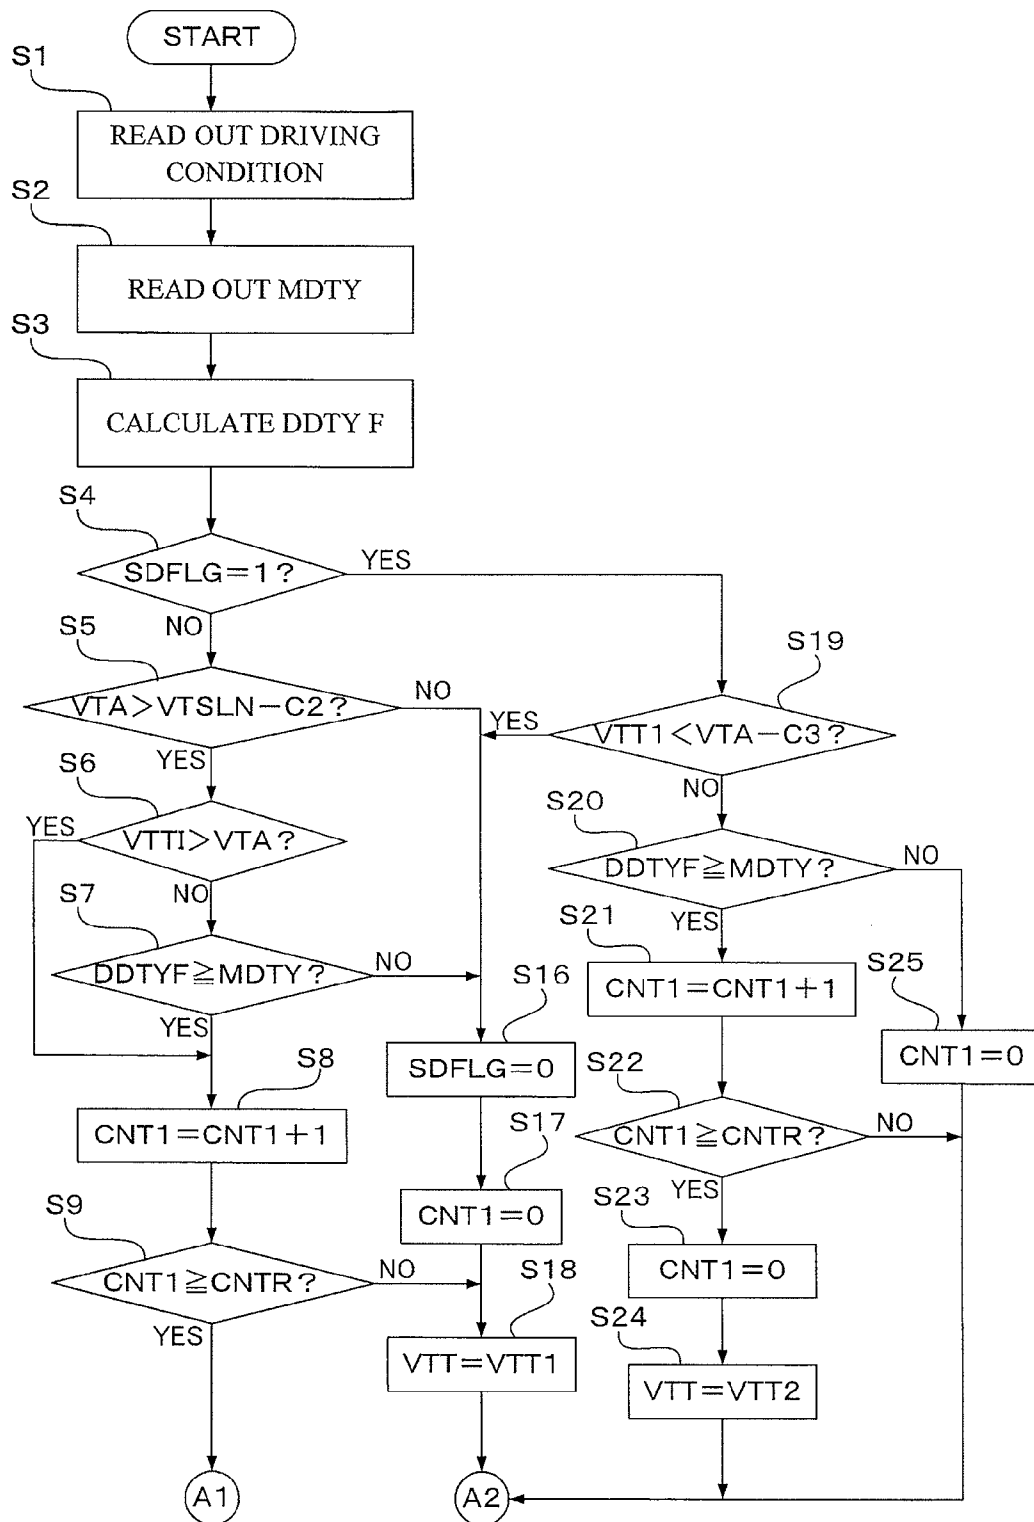 START
S1
READ OUT DRIVING
CONDITION
S2
READ OUT MDTY
S3
CALCULATE DDTY F
S4
SDFLG=1?
YES
NO
S5
VTA>VTSLN-C2?
NO
YES
S6
VTTI>VTA?
YES
NO
S7
DDTYF≧MDTY?
NO
YES
S8
CNT1=CNT1+1
S9
CNT1≧CNTR?
NO
YES
A1
S16
SDFLG=0
S17
CNT1=0
S18
VTT=VTT1
A2
S19
VTT1<VTA-C3?
YES
NO
S20
DDTYF≧MDTY?
NO
YES
S21
CNT1=CNT1+1
S22
CNT1≧CNTR?
NO
YES
S23
CNT1=0
S24
VTT=VTT2
S25
CNT1=0